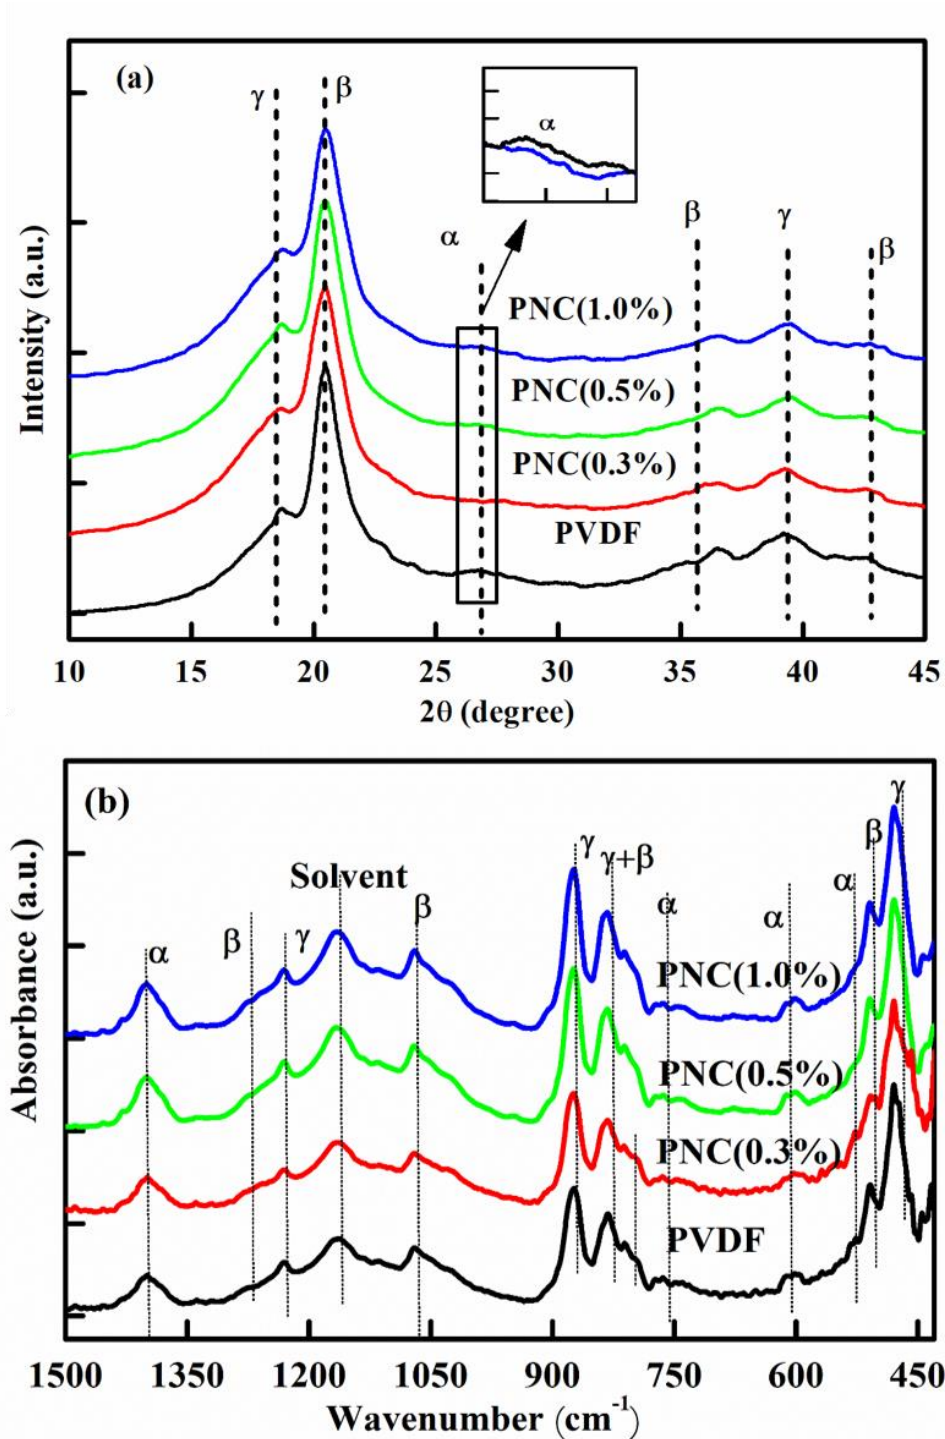 (a)
γ
β
α
α
β
γ
β
PNC(1.0%)
PNC(0.5%)
PNC(0.3%)
PVDF
Intensity (a.u.)
10 15 20 25 30 35 40 45
2θ (degree)
(b)
γ
β
γ
γ+β
Solvent
α
β
γ
β
α
α
α
PNC(1.0%)
PNC(0.5%)
PNC(0.3%)
PVDF
Absorbance (a.u.)
1500 1350 1200 1050 900 750 600 450
Wavenumber (cm⁻¹)